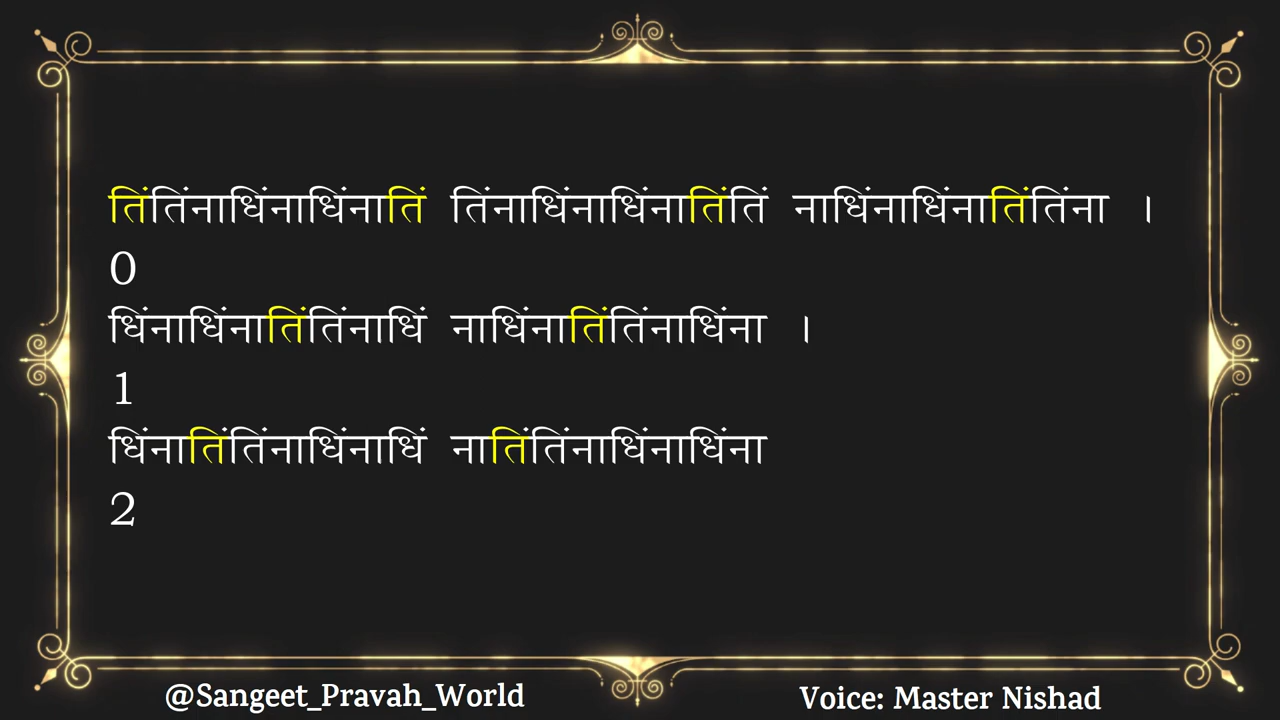 तिंतिंनाधिंनाधिंनातिं तिंनाधिंनाधिंनातिंतिं नाधिंनाधिंनातिंतिंना ।
0
धिंनाधिंनातिंतिंनाधिं नाधिंनातिंतिंनाधिंना ।
1
धिंनातिंतिंनाधिंनाधिं नातिंतिंनाधिंनाधिंना
2
@Sangeet_Pravah_World
Voice: Master Nishad